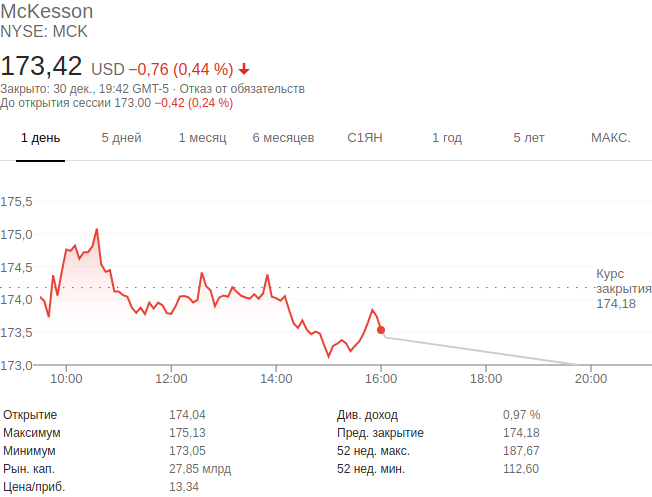 McKesson
NYSE: MCK
173,42 USD −0,76 (0,44 %)
Закрыто: 30 дек., 19:42 GMT-5 · Отказ от обязательств
До открытия сессии 173,00 −0,42 (0,24 %)
1 день 5 дней 1 месяц 6 месяцев С1ЯН 1 год 5 лет МАКС.
175,5
175,0
174,5
174,0
173,5
173,0
Курс
закрытия
174,18
10:00 12:00 14:00 16:00 18:00 20:00
Открытие 174,04 Див. доход 0,97 %
Максимум 175,13 Пред. закрытие 174,18
Минимум 173,05 52 нед. макс. 187,67
Рын. кап. 27,85 млрд 52 нед. мин. 112,60
Цена/приб. 13,34